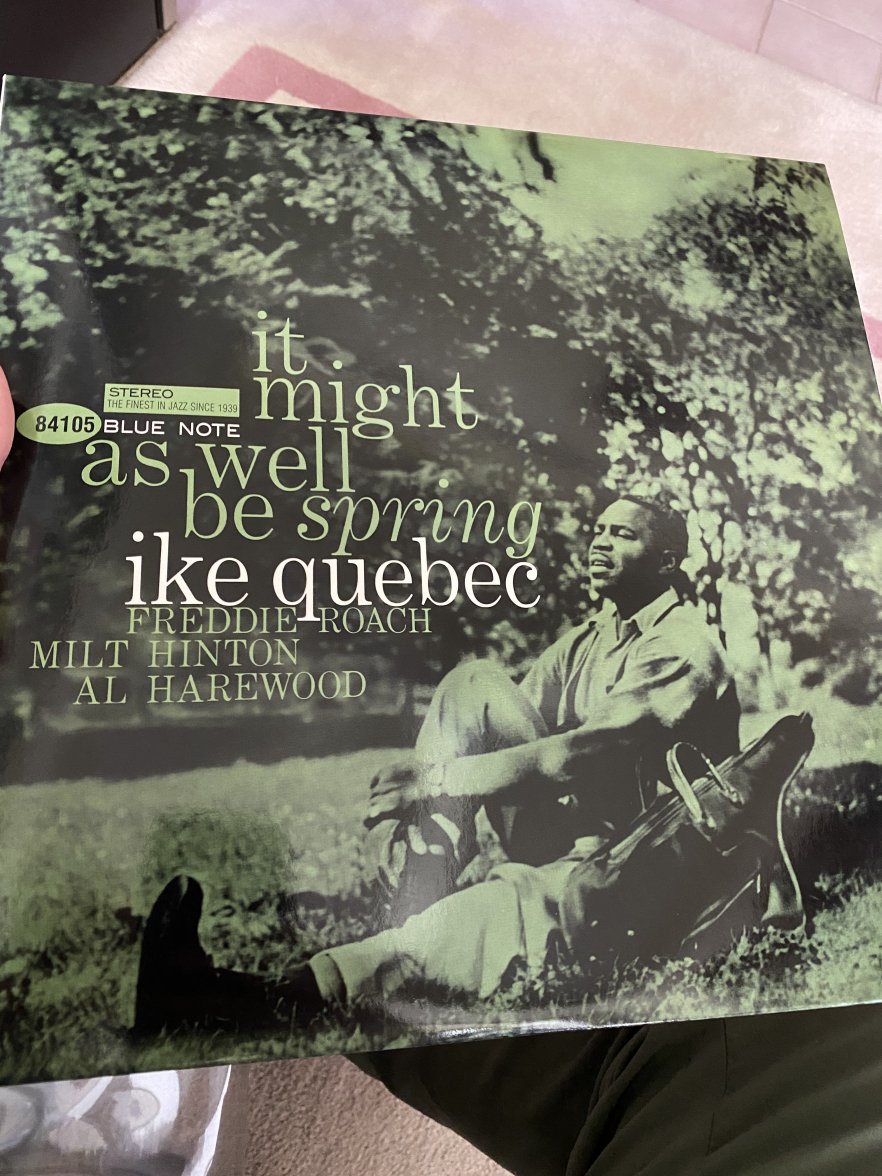 it
might
as well
be spring
STEREO
THE FINEST IN JAZZ SINCE 1939
84105 BLUE NOTE
ike quebec
FREDDIE ROACH
MILT HINTON
AL HAREWOOD